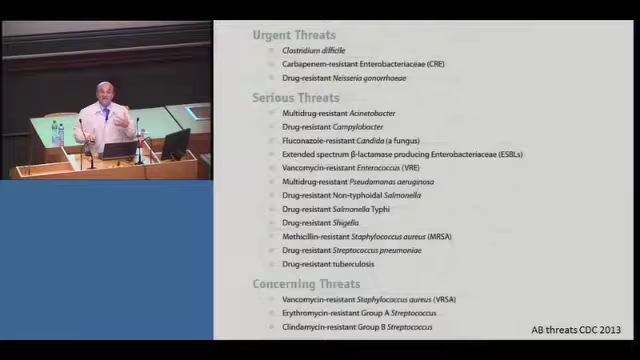 Urgent Threats
Clostridium difficile
Carbapenem-resistant Enterobacteriaceae (CRE)
Drug-resistant Neisseria gonorrhoeae
Serious Threats
Multidrug-resistant Acinetobacter
Drug-resistant Campylobacter
Fluconazole-resistant Candida (a fungus)
Extended spectrum β-lactamase producing Enterobacteriaceae (ESBLs)
Vancomycin-resistant Enterococcus (VRE)
Multidrug-resistant Pseudomonas aeruginosa
Drug-resistant Non-typhoidal Salmonella
Drug-resistant Salmonella Typhi
Drug-resistant Shigella
Methicillin-resistant Staphylococcus aureus (MRSA)
Drug-resistant Streptococcus pneumoniae
Drug-resistant tuberculosis
Concerning Threats
Vancomycin-resistant Staphylococcus aureus (VRSA)
Erythromycin-resistant Group A Streptococcus
Clindamycin-resistant Group B Streptococcus
AB threats CDC 2013